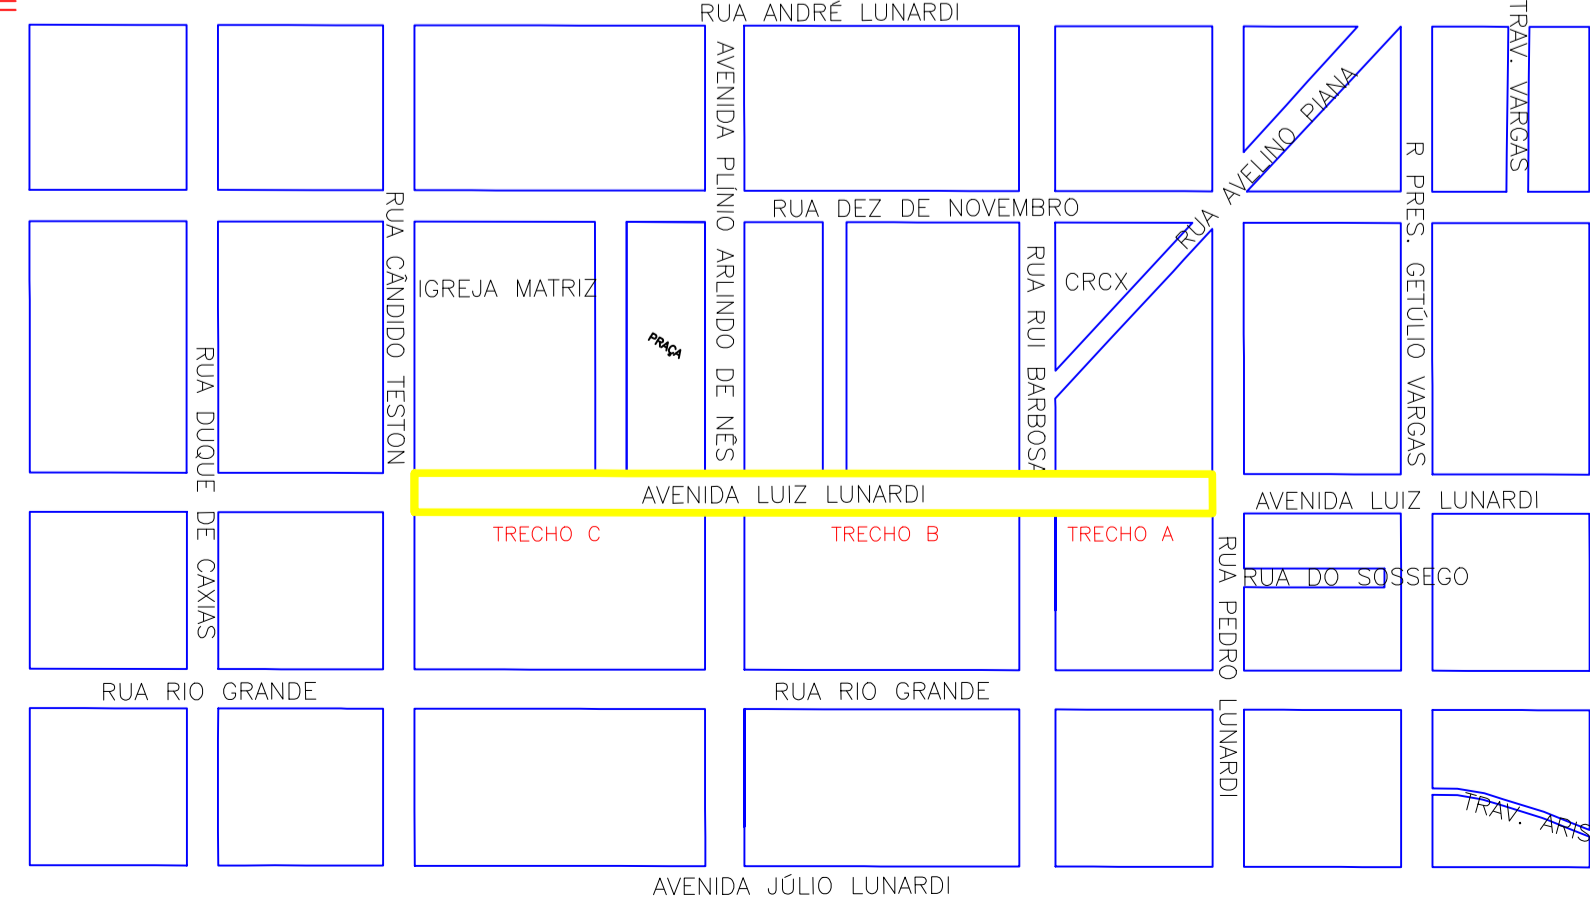 RUA ANDRÉ LUNARDI
TRAV. VARGAS
AVENIDA PLÍNIO ARLINDO DE NÊS
RUA AVELINO PIANA
R PRES. GETÚLIO VARGAS
RUA CÂNDIDO TESTON
RUA DEZ DE NOVEMBRO
RUA RUI BARBOSA
IGREJA MATRIZ
CRCX
PRAÇA
RUA DUQUE DE CAXIAS
AVENIDA LUIZ LUNARDI
AVENIDA LUIZ LUNARDI
TRECHO C
TRECHO B
TRECHO A
RUA PEDRO LUNARDI
RUA DO SOSSEGO
RUA RIO GRANDE
RUA RIO GRANDE
TRAV. ARIS
AVENIDA JÚLIO LUNARDI